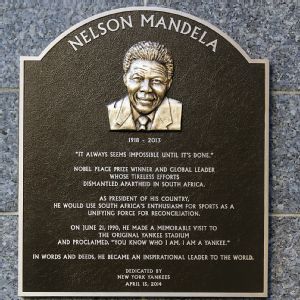 NELSON MANDELA
1918 - 2013
"IT ALWAYS SEEMS IMPOSSIBLE UNTIL IT'S DONE."
NOBEL PEACE PRIZE WINNER AND GLOBAL LEADER
WHOSE TIRELESS EFFORTS
DISMANTLED APARTHEID IN SOUTH AFRICA.
AS PRESIDENT OF HIS COUNTRY,
HE WOULD USE SOUTH AFRICA'S ENTHUSIASM FOR SPORTS AS A
UNIFYING FORCE FOR RECONCILIATION.
ON JUNE 21, 1990, HE MADE A MEMORABLE VISIT TO
THE ORIGINAL YANKEE STADIUM
AND PROCLAIMED, "YOU KNOW WHO I AM. I AM A YANKEE."
IN WORDS AND DEEDS, HE BECAME AN INSPIRATIONAL LEADER TO THE WORLD.
DEDICATED BY
NEW YORK YANKEES
APRIL 15, 2014